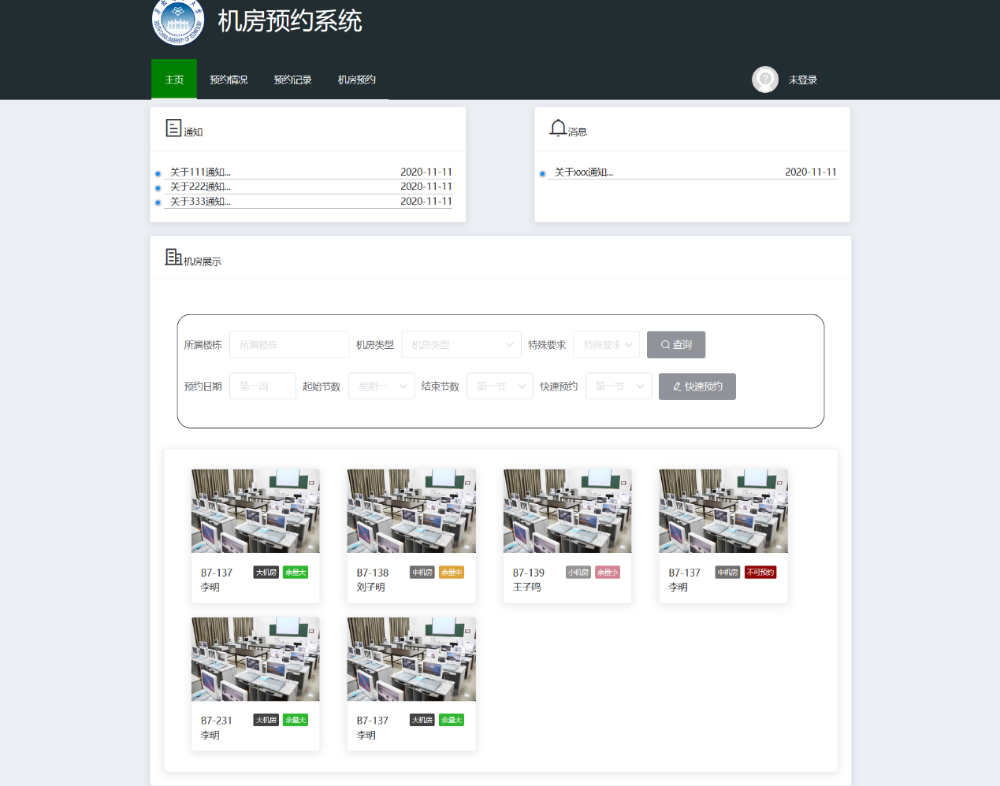 SOUTH CHINA UNIVERSITY OF TECHNOLOGY
机房预约系统
主页 预约情况 预约记录 机房预约 未登录
通知
关于111通知... 2020-11-11
关于222通知... 2020-11-11
关于333通知... 2020-11-11
消息
关于xxx通知... 2020-11-11
机房展示
所属楼栋 所属楼栋 机房类型 机房类型 特殊要求 特殊要求 查询
预约日期 第一周 起始节数 星期一 结束节数 第一节 快速预约 第一节 快速预约
B7-137 大机房 余量大
李明
B7-138 中机房 余量中
刘子明
B7-139 小机房 余量小
王子鸣
B7-137 中机房 不可预约
李明
B7-231 大机房 余量大
李明
B7-137 大机房 余量大
李明